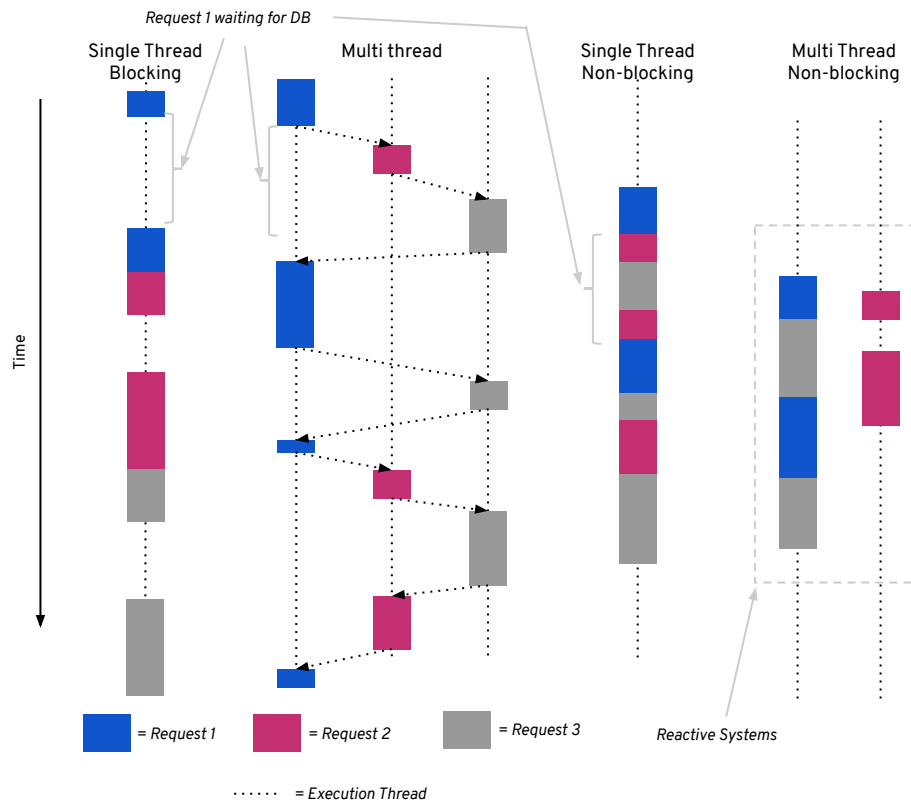 Request 1 waiting for DB
Single Thread
Blocking
Multi thread
Single Thread
Non-blocking
Multi Thread
Non-blocking
Time
= Request 1
= Request 2
= Request 3
Reactive Systems
= Execution Thread